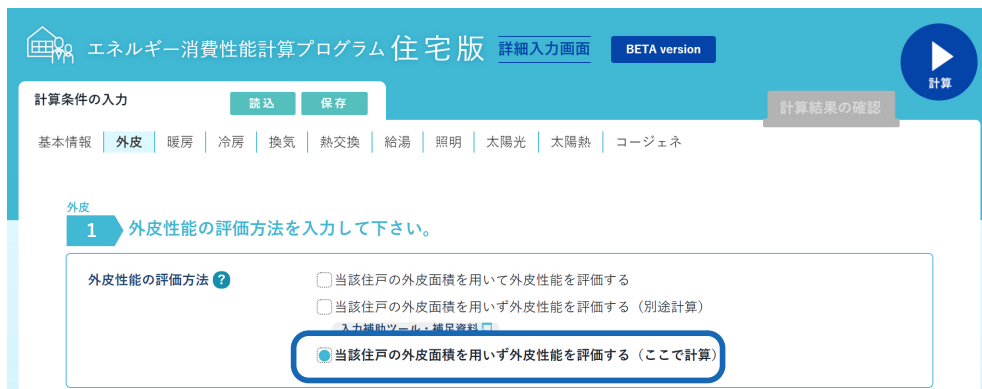 エネルギー消費性能計算プログラム 住宅版 詳細入力画面 BETA version
計算
計算条件の入力 読込 保存
計算結果の確認
基本情報 外皮 暖房 冷房 換気 熱交換 給湯 照明 太陽光 太陽熱 コージェネ
外皮
1 外皮性能の評価方法を入力して下さい。
外皮性能の評価方法 ? 当該住戸の外皮面積を用いて外皮性能を評価する
当該住戸の外皮面積を用いず外皮性能を評価する（別途計算）
入力補助ツール・補足資料
当該住戸の外皮面積を用いず外皮性能を評価する（ここで計算）